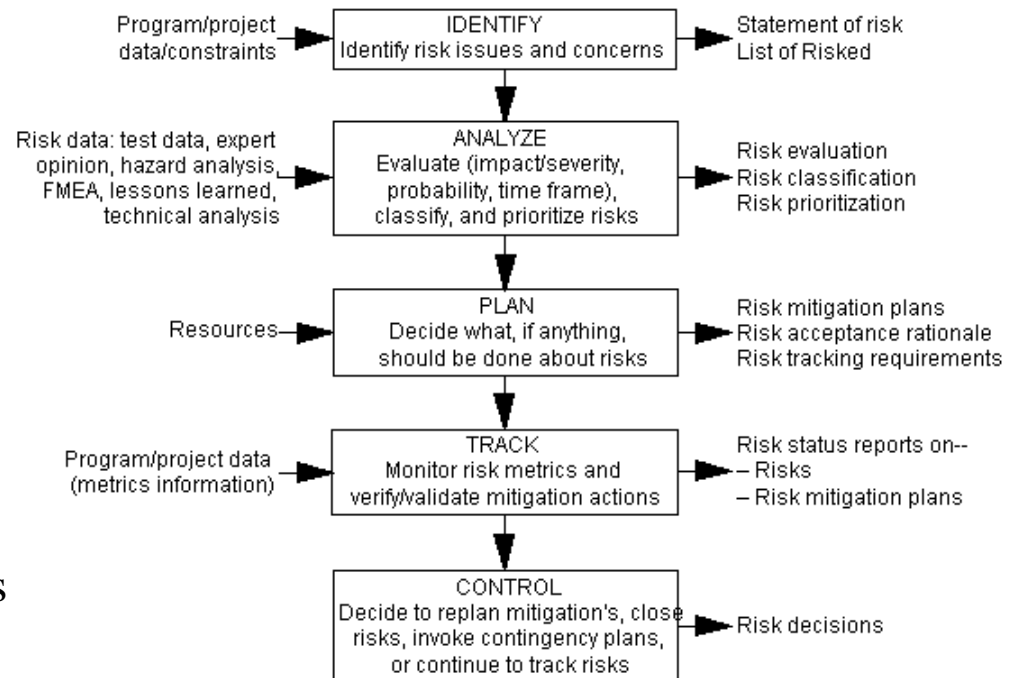 Program/project
data/constraints
IDENTIFY
Identify risk issues and concerns
Statement of risk
List of Risked
Risk data: test data, expert
opinion, hazard analysis,
FMEA, lessons learned,
technical analysis
ANALYZE
Evaluate (impact/severity,
probability, time frame),
classify, and prioritize risks
Risk evaluation
Risk classification
Risk prioritization
Resources
PLAN
Decide what, if anything,
should be done about risks
Risk mitigation plans
Risk acceptance rationale
Risk tracking requirements
Program/project data
(metrics information)
TRACK
Monitor risk metrics and
verify/validate mitigation actions
Risk status reports on--
– Risks
– Risk mitigation plans
s
CONTROL
Decide to replan mitigation's, close
risks, invoke contingency plans,
or continue to track risks
Risk decisions